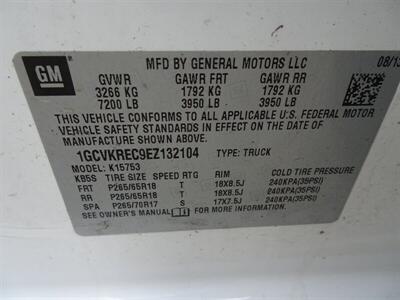 MFD BY GENERAL MOTORS LLC 08/13
GM
GVWR GAWR FRT GAWR RR
3266 KG 1792 KG 1792 KG
7200 LB 3950 LB 3950 LB
THIS VEHICLE CONFORMS TO ALL APPLICABLE U.S. FEDERAL MOTOR
VEHICLE SAFETY STANDARDS IN EFFECT ON THE DATE OF
MANUFACTURE SHOWN ABOVE.
1GCVKREC9EZ132104 TYPE: TRUCK
MODEL: K15753
KB5S TIRE SIZE SPEED RTG RIM COLD TIRE PRESSURE
FRT P265/65R18 T 18X8.5J 240KPA(35PSI)
RR P265/65R18 T 18X8.5J 240KPA(35PSI)
SPA P265/70R17 S 17X7.5J 240KPA(35PSI)
SEE OWNER'S MANUAL FOR MORE INFORMATION.